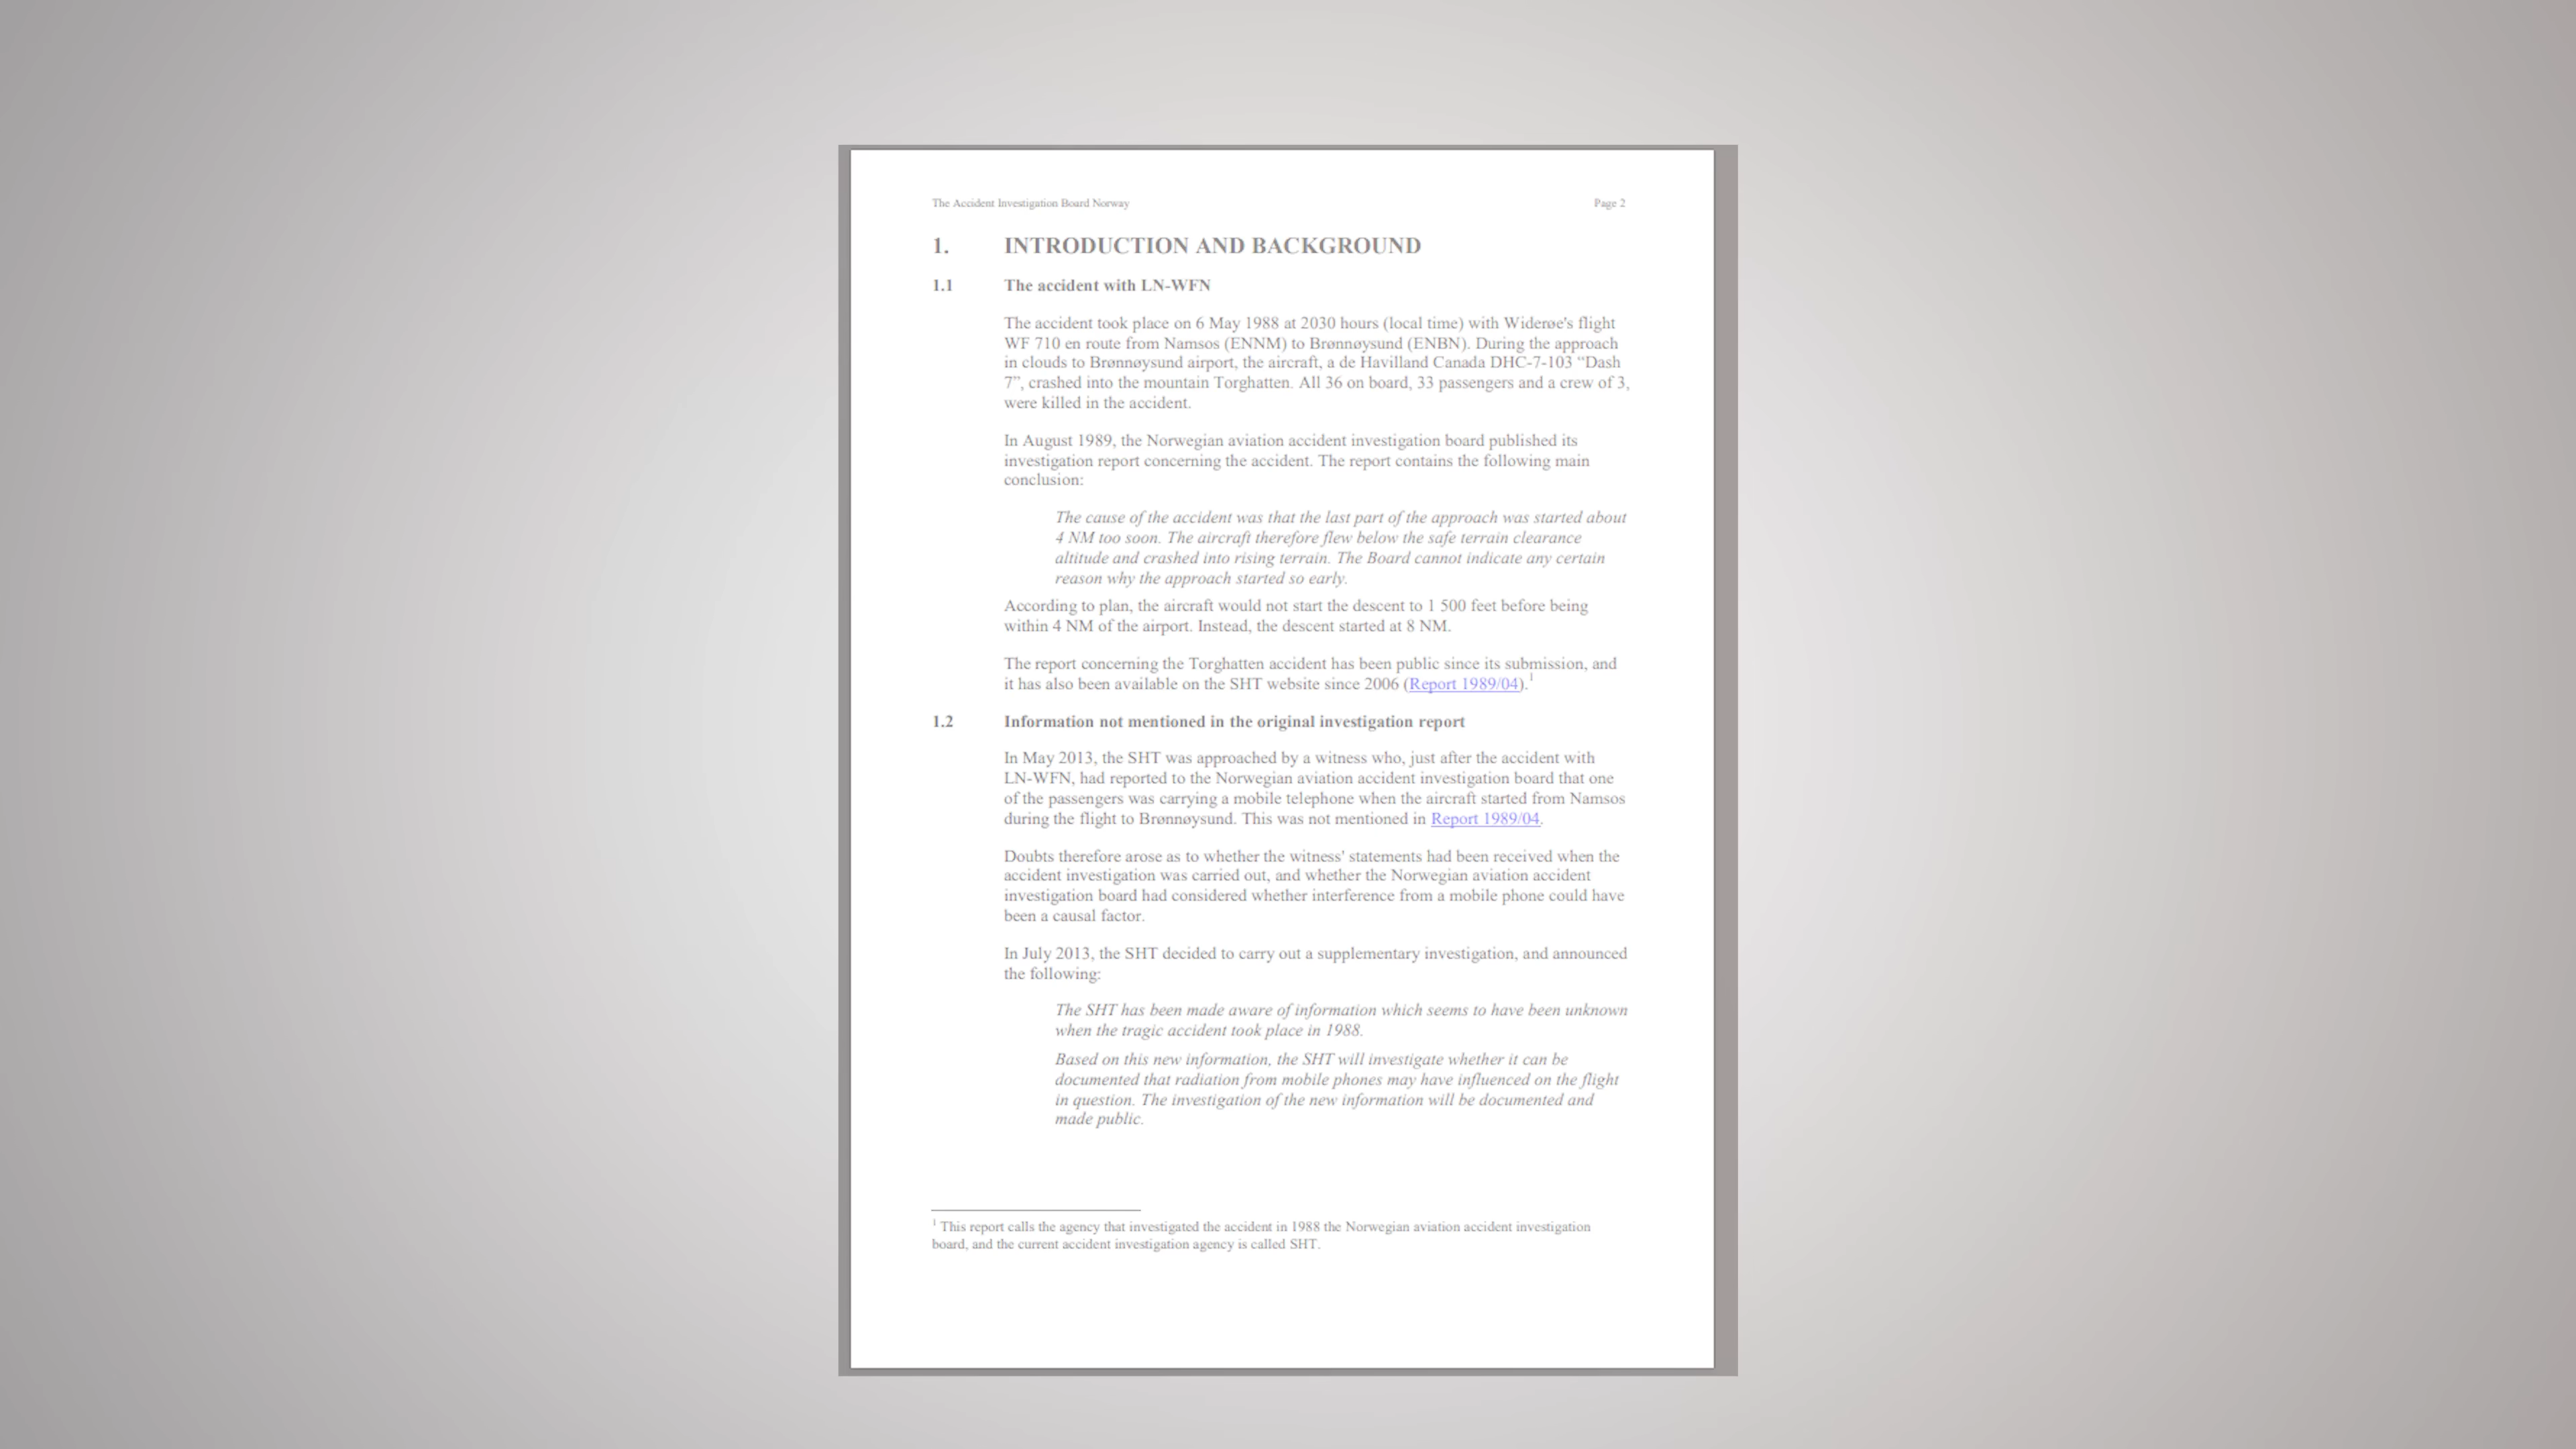 The Accident Investigation Board Norway
Page 2
1. INTRODUCTION AND BACKGROUND
1.1 The accident with LN-WFN
The accident took place on 6 May 1988 at 2030 hours (local time) with Widerøe's flight
WF 710 en route from Namsos (ENNM) to Brønnøysund (ENBN). During the approach
in clouds to Brønnøysund airport, the aircraft, a de Havilland Canada DHC-7-103 “Dash
7”, crashed into the mountain Torghatten. All 36 on board, 33 passengers and a crew of 3,
were killed in the accident.
In August 1989, the Norwegian aviation accident investigation board published its
investigation report concerning the accident. The report contains the following main
conclusion:
The cause of the accident was that the last part of the approach was started about
4 NM too soon. The aircraft therefore flew below the safe terrain clearance
altitude and crashed into rising terrain. The Board cannot indicate any certain
reason why the approach started so early.
According to plan, the aircraft would not start the descent to 1 500 feet before being
within 4 NM of the airport. Instead, the descent started at 8 NM.
The report concerning the Torghatten accident has been public since its submission, and
it has also been available on the SHT website since 2006 (Report 1989/04).1
1.2 Information not mentioned in the original investigation report
In May 2013, the SHT was approached by a witness who, just after the accident with
LN-WFN, had reported to the Norwegian aviation accident investigation board that one
of the passengers was carrying a mobile telephone when the aircraft started from Namsos
during the flight to Brønnøysund. This was not mentioned in Report 1989/04.
Doubts therefore arose as to whether the witness' statements had been received when the
accident investigation was carried out, and whether the Norwegian aviation accident
investigation board had considered whether interference from a mobile phone could have
been a causal factor.
In July 2013, the SHT decided to carry out a supplementary investigation, and announced
the following:
The SHT has been made aware of information which seems to have been unknown
when the tragic accident took place in 1988.
Based on this new information, the SHT will investigate whether it can be
documented that radiation from mobile phones may have influenced on the flight
in question. The investigation of the new information will be documented and
made public.
1 This report calls the agency that investigated the accident in 1988 the Norwegian aviation accident investigation
board, and the current accident investigation agency is called SHT.